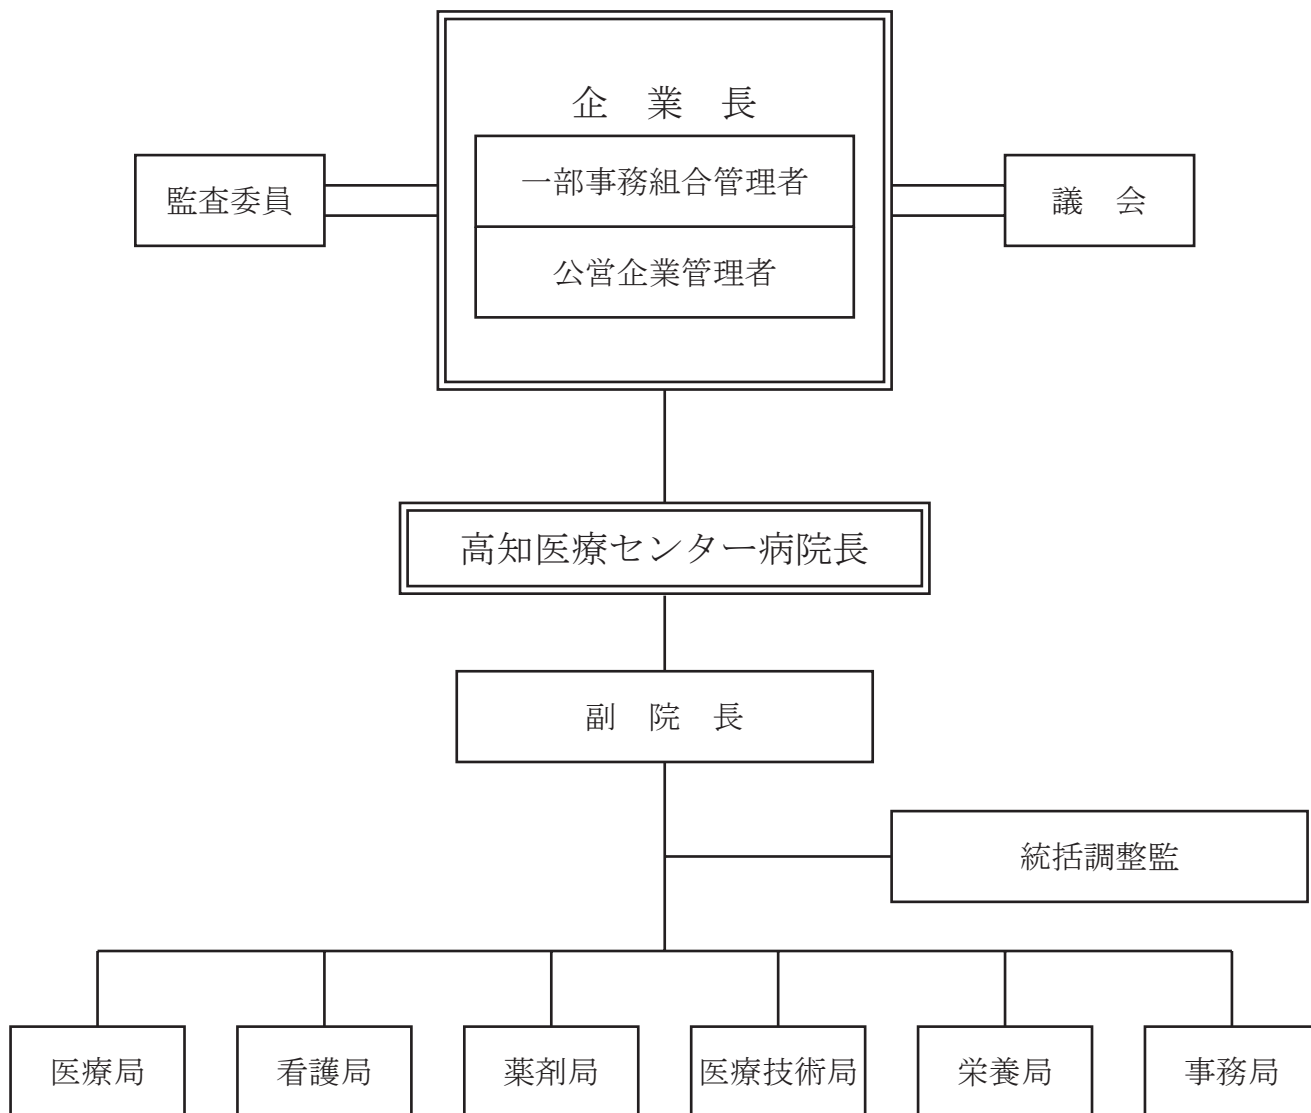 企　業　長
一部事務組合管理者
監査委員
議　会
公営企業管理者
高知医療センター病院長
副　院　長
統括調整監
医療局
看護局
薬剤局
医療技術局
栄養局
事務局